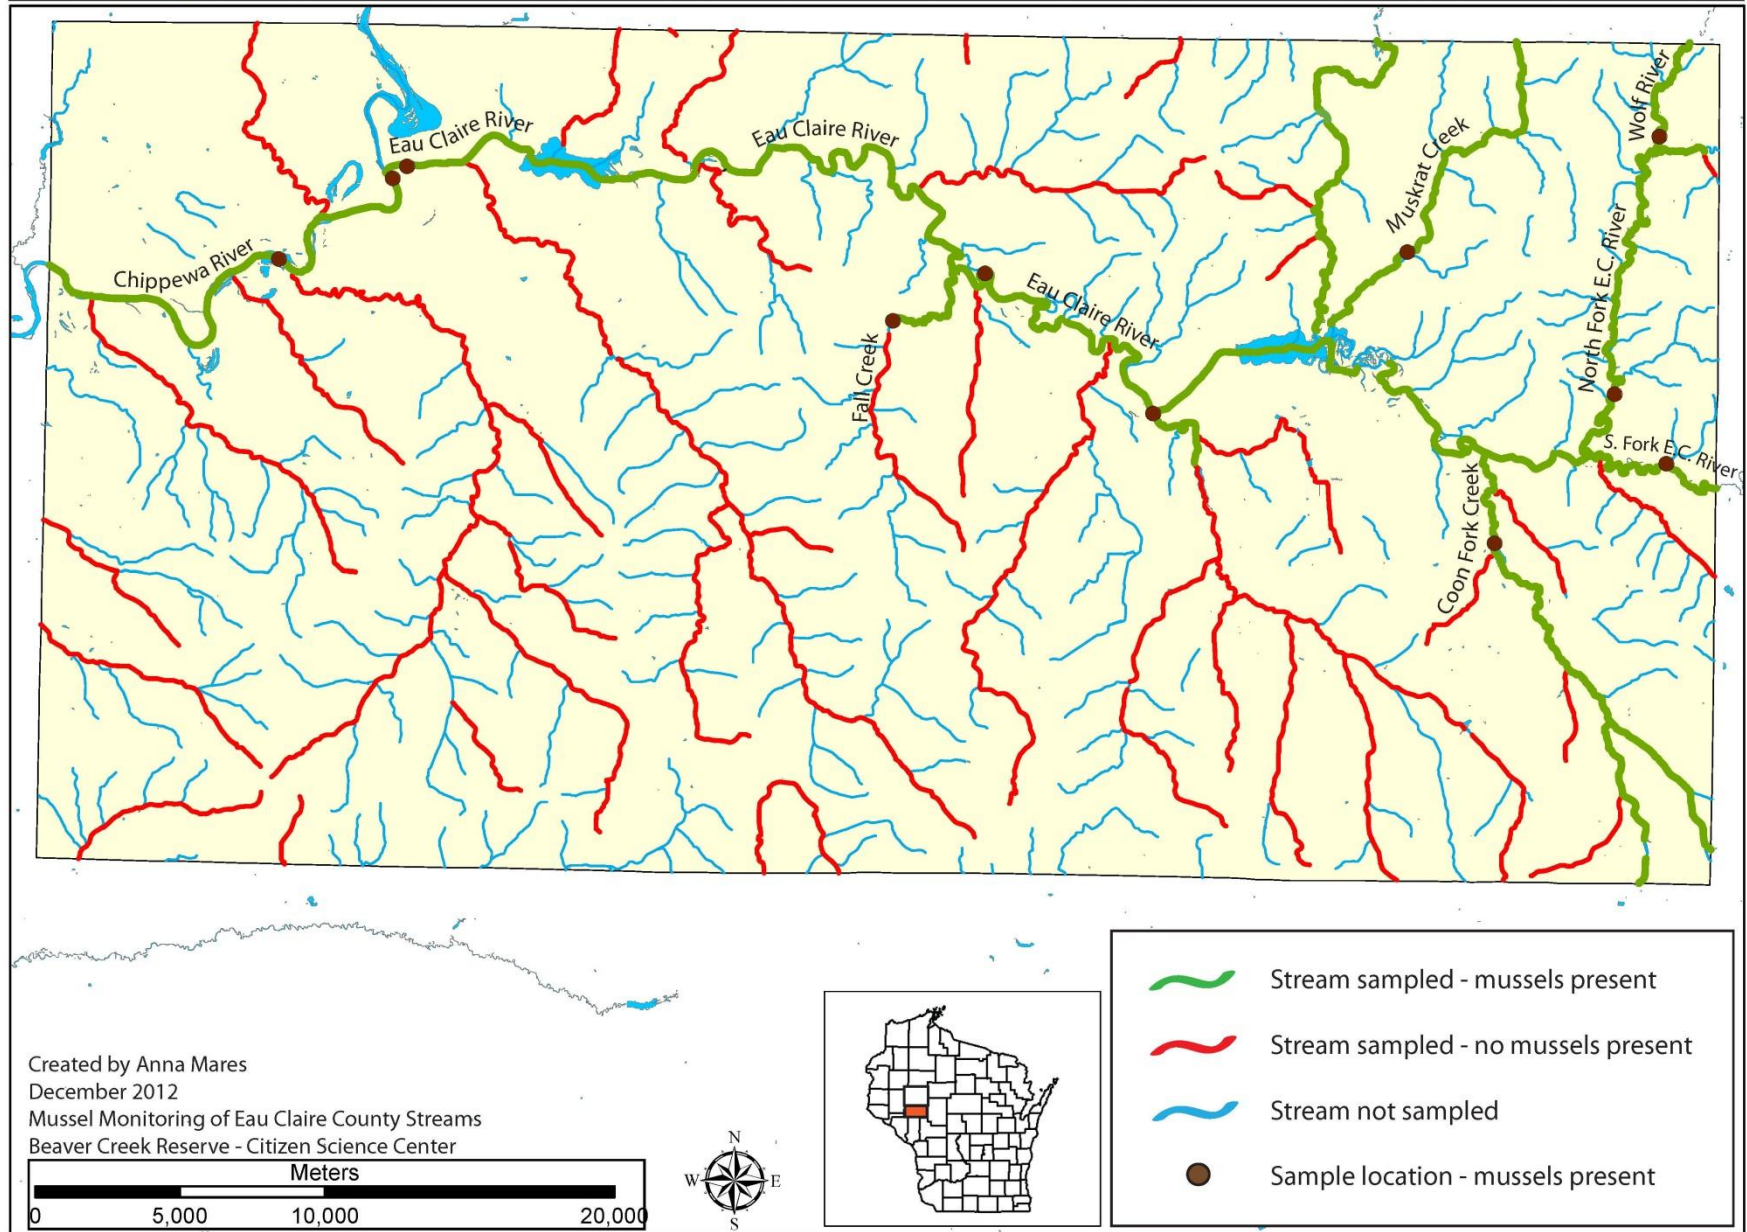 Eau Claire River
Eau Claire River
Wolf River
Muskrat Creek
Chippewa River
North Fork E.C. River
Eau Claire River
Fall Creek
S. Fork E.C. River
Coon Fork Creek
Stream sampled - mussels present
Stream sampled - no mussels present
Stream not sampled
Sample location - mussels present
Created by Anna Mares
December 2012
Mussel Monitoring of Eau Claire County Streams
Beaver Creek Reserve - Citizen Science Center
Meters
0 5,000 10,000 20,000
N
W E
S